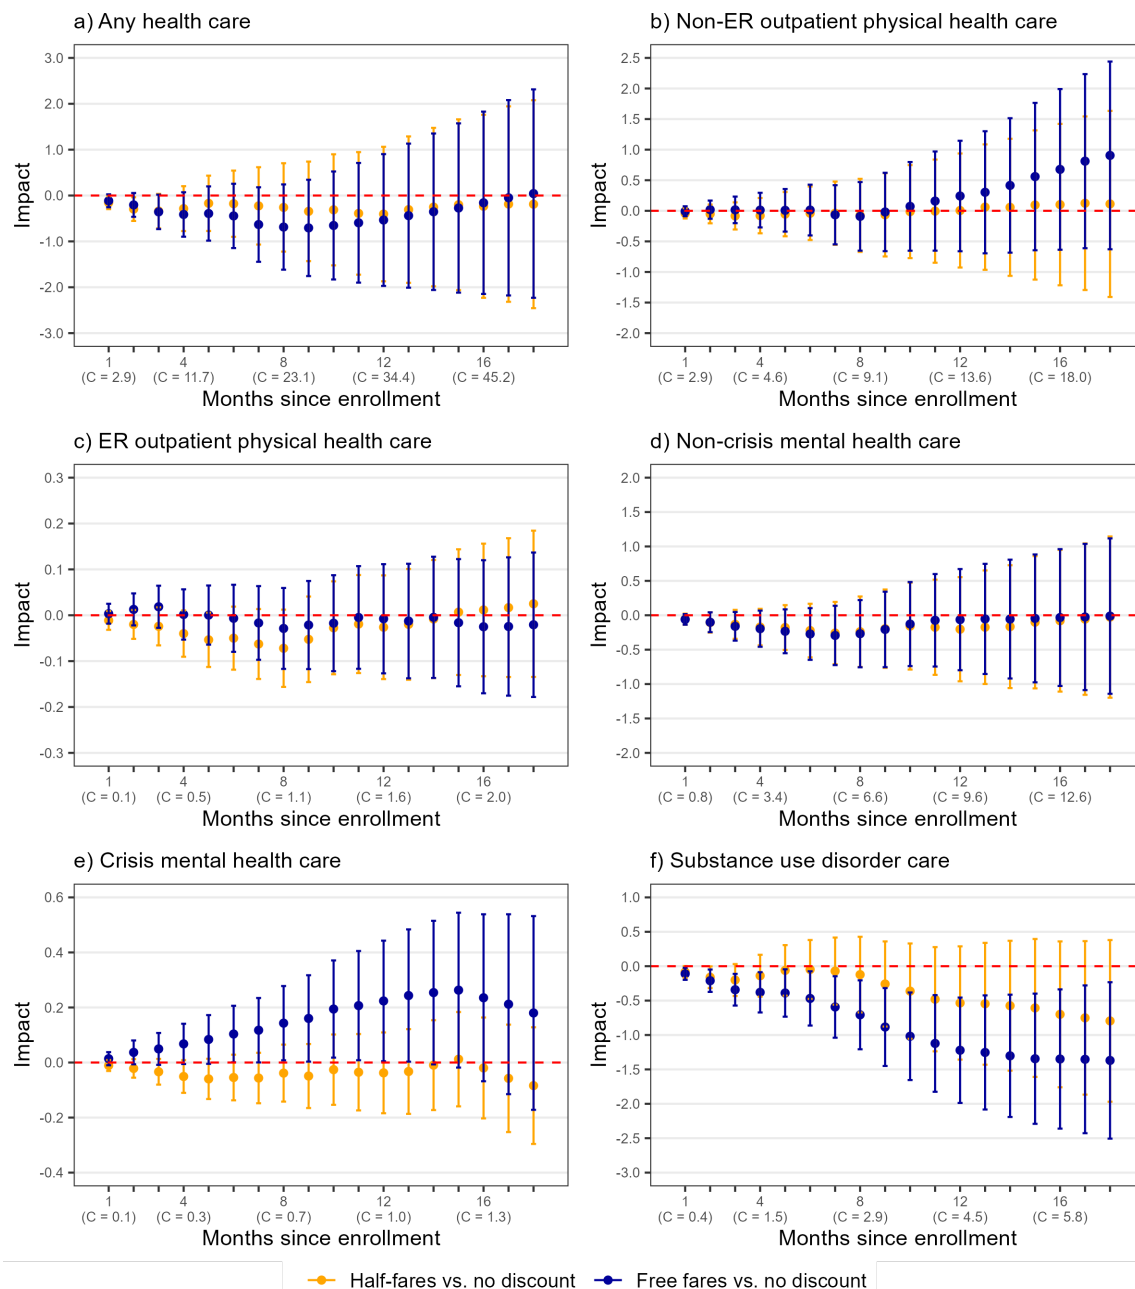 a) Any health care
Impact
3.0
2.0
1.0
0.0
-1.0
-2.0
-3.0
1 4 8 12 16
(C = 2.9) (C = 11.7) (C = 23.1) (C = 34.4) (C = 45.2)
Months since enrollment
b) Non-ER outpatient physical health care
Impact
2.5
2.0
1.5
1.0
0.5
0.0
-0.5
-1.0
-1.5
-2.0
1 4 8 12 16
(C = 2.9) (C = 4.6) (C = 9.1) (C = 13.6) (C = 18.0)
Months since enrollment
c) ER outpatient physical health care
Impact
0.3
0.2
0.1
0.0
-0.1
-0.2
-0.3
1 4 8 12 16
(C = 0.1) (C = 0.5) (C = 1.1) (C = 1.6) (C = 2.0)
Months since enrollment
d) Non-crisis mental health care
Impact
2.0
1.5
1.0
0.5
0.0
-0.5
-1.0
-1.5
-2.0
1 4 8 12 16
(C = 0.8) (C = 3.4) (C = 6.6) (C = 9.6) (C = 12.6)
Months since enrollment
e) Crisis mental health care
Impact
0.6
0.4
0.2
0.0
-0.2
-0.4
1 4 8 12 16
(C = 0.1) (C = 0.3) (C = 0.7) (C = 1.0) (C = 1.3)
Months since enrollment
f) Substance use disorder care
Impact
1.0
0.5
0.0
-0.5
-1.0
-1.5
-2.0
-2.5
-3.0
1 4 8 12 16
(C = 0.4) (C = 1.5) (C = 2.9) (C = 4.5) (C = 5.8)
Months since enrollment
Half-fares vs. no discount Free fares vs. no discount